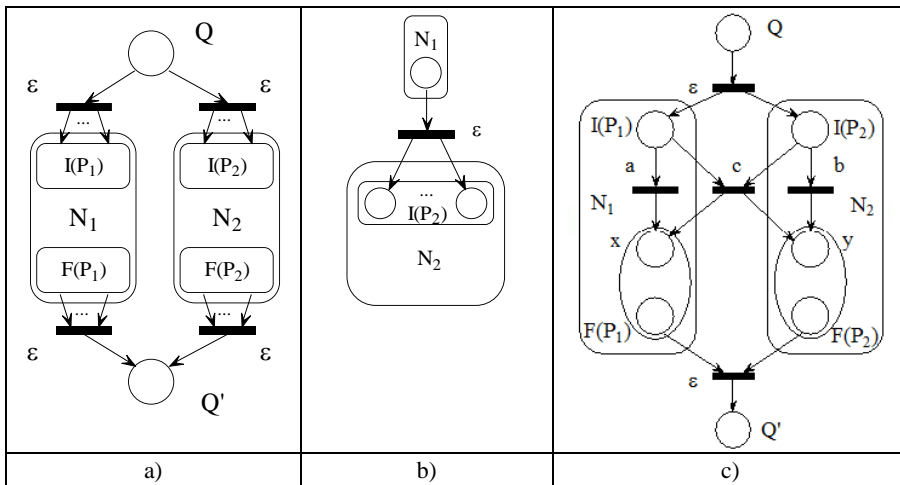 Q
ε ε
... ...
I(P₁) I(P₂)
N₁ N₂
F(P₁) F(P₂)
... ...
ε ε
Q'
a)
N₁
ε
...
I(P₂)
N₂
b)
Q
ε
I(P₁) I(P₂)
a c b
N₁ N₂
x y
F(P₁) F(P₂)
ε
Q'
c)